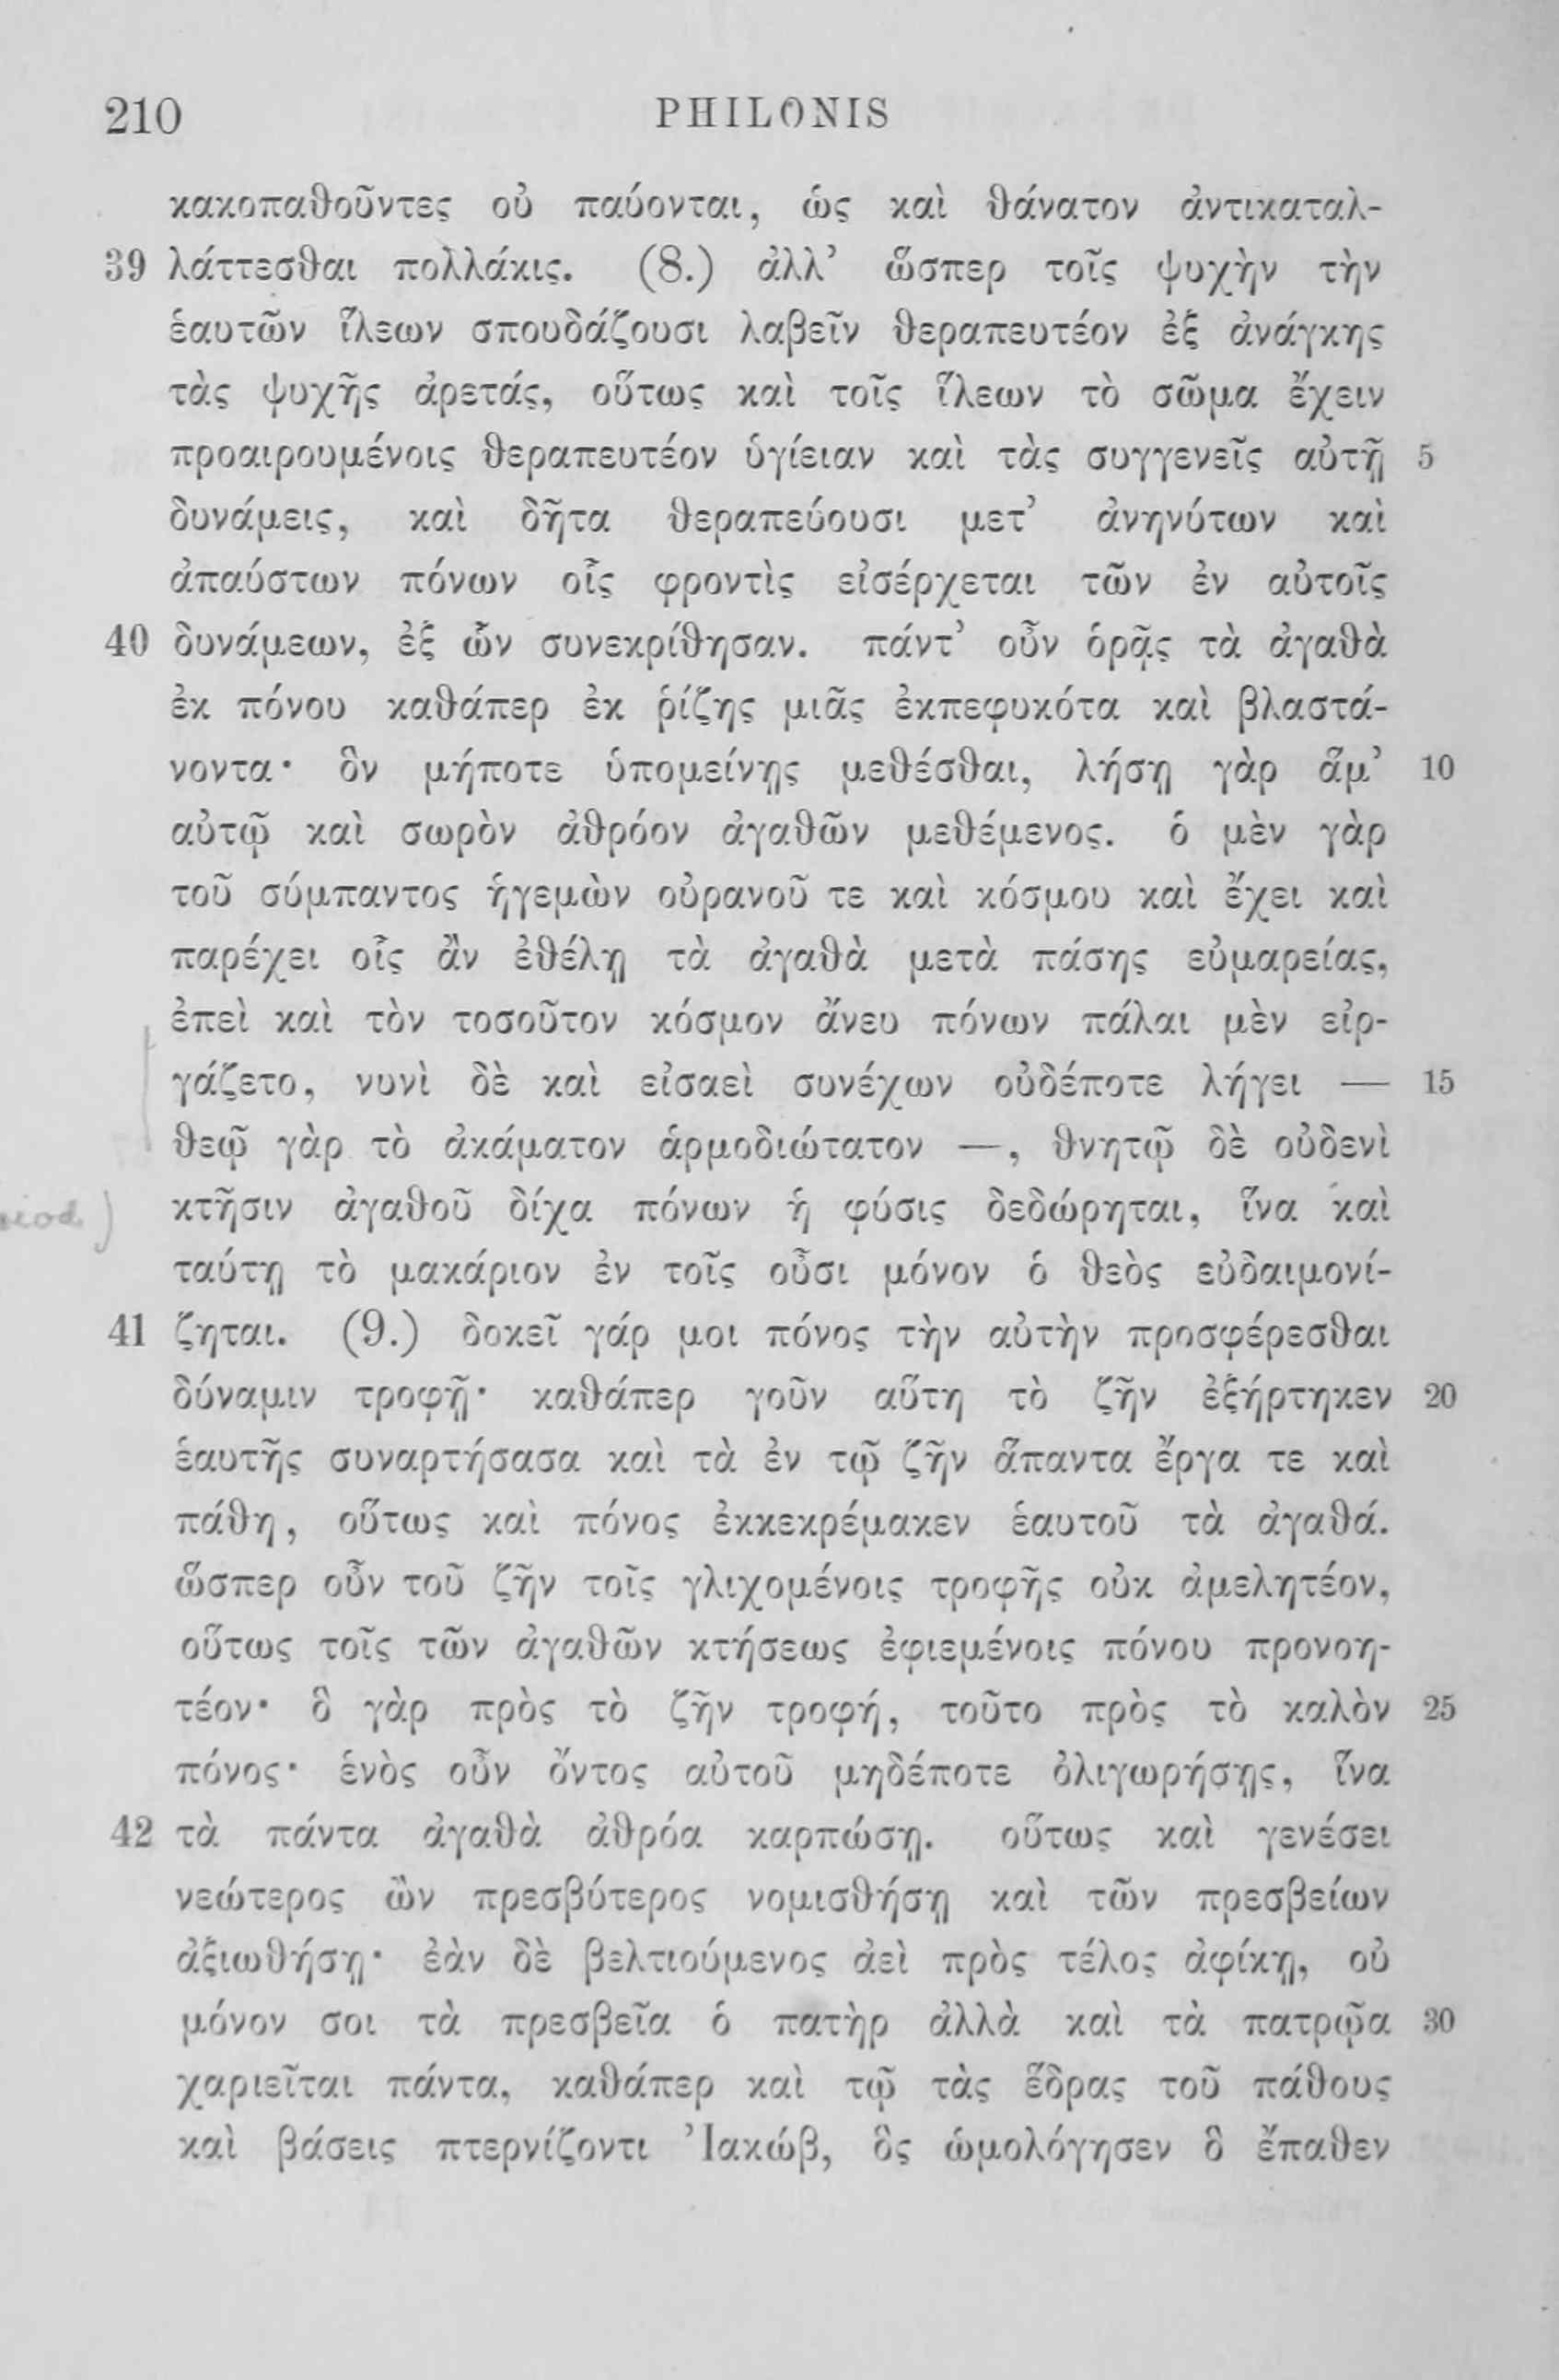 210 PHILONIS
κακοπαθοῦντες οὐ παύονται, ὡς καὶ θάνατον ἀντικαταλ-
39 λάττεσθαι πολλάκις. (8.) ἀλλ’ ὥσπερ τοῖς ψυχὴν τὴν
ἑαυτῶν ἵλεων σπουδάζουσι λαβεῖν θεραπευτέον ἐξ ἀνάγκης
τὰς ψυχῆς ἀρετάς, οὕτως καὶ τοῖς ἵλεων τὸ σῶμα ἔχειν
προαιρουμένοις θεραπευτέον ὑγίειαν καὶ τὰς συγγενεῖς αὐτῇ 5
δυνάμεις, καὶ δῆτα θεραπεύουσι μετ’ ἀνηνύτων καὶ
ἀπαύστων πόνων οἷς φροντὶς εἰσέρχεται τῶν ἐν αὐτοῖς
40 δυνάμεων, ἐξ ὧν συνεκρίθησαν. πάντ’ οὖν ὁρᾷς τὰ ἀγαθὰ
ἐκ πόνου καθάπερ ἐκ ῥίζης μιᾶς ἐκπεφυκότα καὶ βλαστά-
νοντα· ὃν μήποτε ὑπομείνῃς μεθέσθαι, λήσῃ γὰρ ἅμ’ 10
αὐτῷ καὶ σωρὸν ἀθρόον ἀγαθῶν μεθέμενος. ὁ μὲν γὰρ
τοῦ σύμπαντος ἡγεμὼν οὐρανοῦ τε καὶ κόσμου καὶ ἔχει καὶ
παρέχει οἷς ἂν ἐθέλῃ τὰ ἀγαθὰ μετὰ πάσης εὐμαρείας,
ἐπεὶ καὶ τὸν τοσοῦτον κόσμον ἄνευ πόνων πάλαι μὲν εἰρ-
γάζετο, νυνὶ δὲ καὶ εἰσαεὶ συνέχων οὐδέποτε λήγει — 15
θεῷ γὰρ τὸ ἀκάματον ἁρμοδιώτατον —, θνητῷ δὲ οὐδενὶ
κτῆσιν ἀγαθοῦ δίχα πόνων ἡ φύσις δεδώρηται, ἵνα καὶ
ταύτῃ τὸ μακάριον ἐν τοῖς οὖσι μόνον ὁ θεὸς εὐδαιμονί-
41 ζηται. (9.) δοκεῖ γάρ μοι πόνος τὴν αὐτὴν προσφέρεσθαι
δύναμιν τροφῇ· καθάπερ γοῦν αὕτη τὸ ζῆν ἐξήρτηκεν 20
ἑαυτῆς συναρτήσασα καὶ τὰ ἐν τῷ ζῆν ἅπαντα ἔργα τε καὶ
πάθη, οὕτως καὶ πόνος ἐκκεκρέμακεν ἑαυτοῦ τὰ ἀγαθά.
ὥσπερ οὖν τοῦ ζῆν τοῖς γλιχομένοις τροφῆς οὐκ ἀμελητέον,
οὕτως τοῖς τῶν ἀγαθῶν κτήσεως ἐφιεμένοις πόνου προνοη-
τέον· ὃ γὰρ πρὸς τὸ ζῆν τροφή, τοῦτο πρὸς τὸ καλὸν 25
πόνος· ἑνὸς οὖν ὄντος αὐτοῦ μηδέποτε ὀλιγωρήσῃς, ἵνα
42 τὰ πάντα ἀγαθὰ ἀθρόα καρπώσῃ. οὕτως καὶ γενέσει
νεώτερος ὢν πρεσβύτερος νομισθήσῃ καὶ τῶν πρεσβείων
ἀξιωθήσῃ· ἐὰν δὲ βελτιούμενος ἀεὶ πρὸς τέλος ἀφίκῃ, οὐ
μόνον σοι τὰ πρεσβεῖα ὁ πατὴρ ἀλλὰ καὶ τὰ πατρῷα 30
χαριεῖται πάντα, καθάπερ καὶ τῷ τὰς ἕδρας τοῦ πάθους
καὶ βάσεις πτερνίζοντι Ἰακώβ, ὃς ὡμολόγησεν ὃ ἔπαθεν